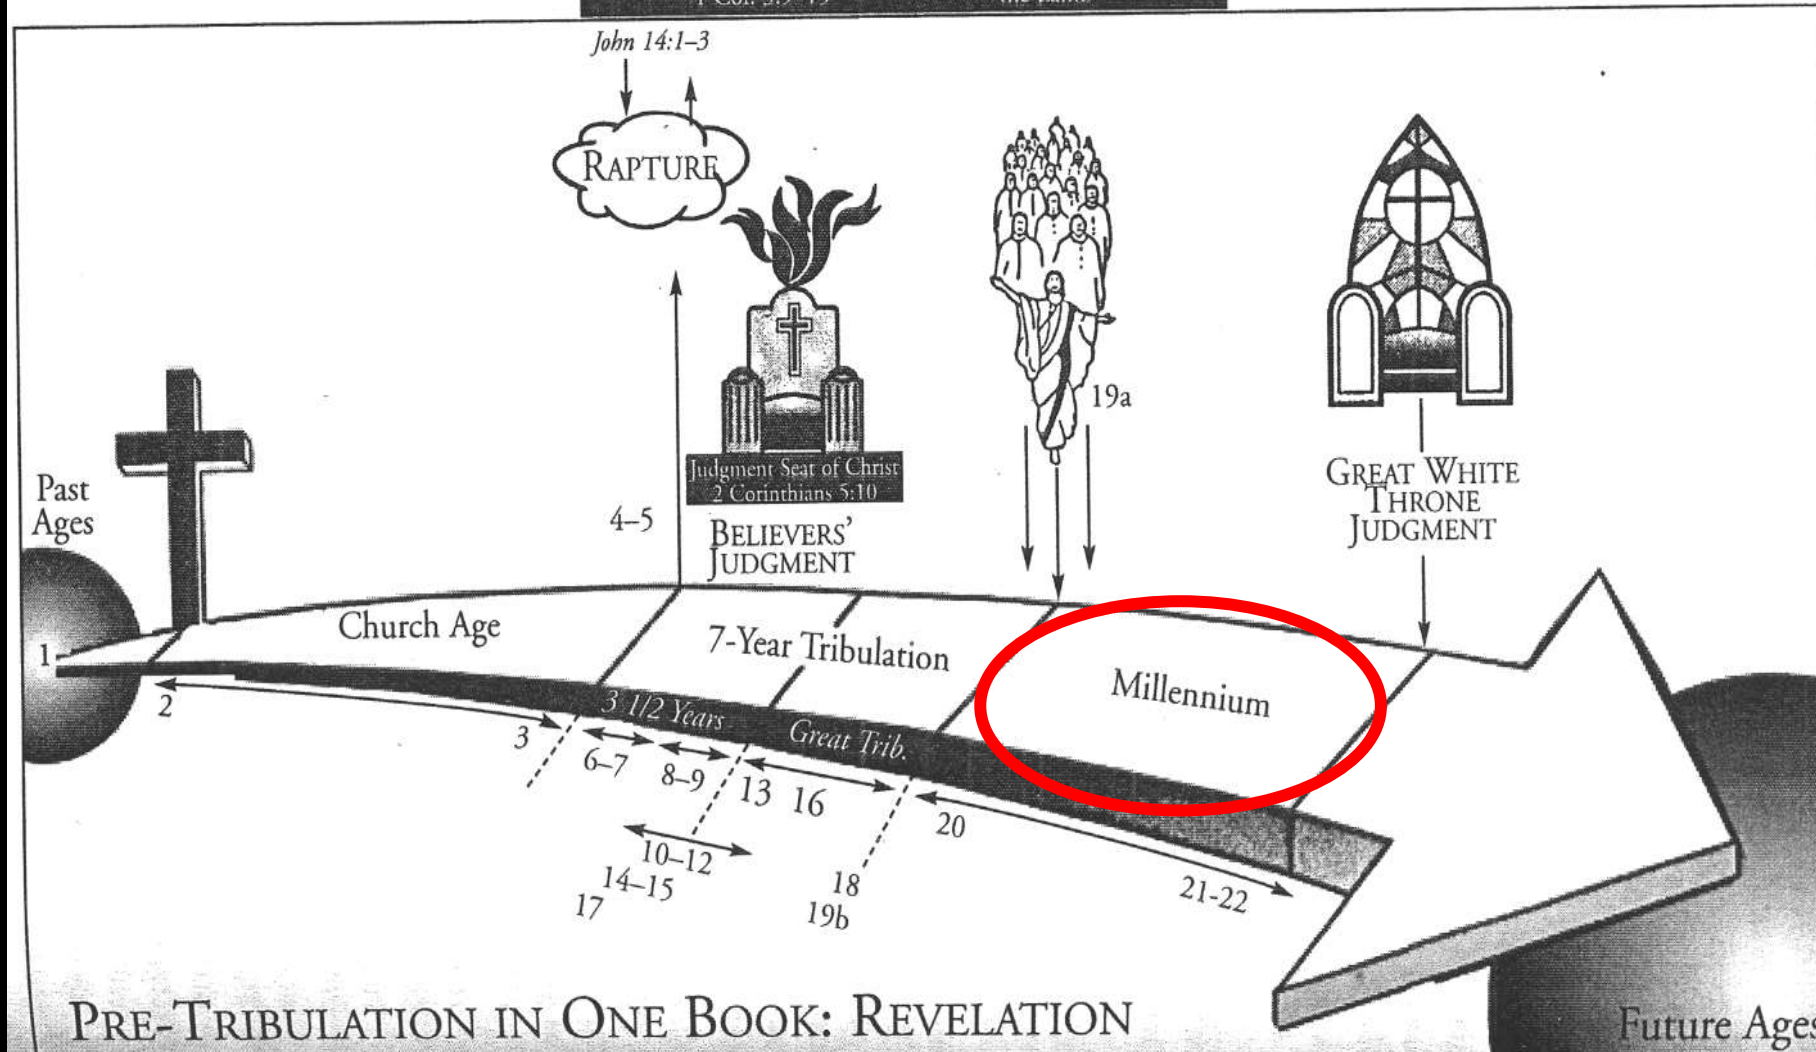 John 14:1–3
RAPTURE
19a
Judgment Seat of Christ
2 Corinthians 5:10
BELIEVERS'
JUDGMENT
GREAT WHITE
THRONE
JUDGMENT
Past
Ages
4–5
1
Church Age
7-Year Tribulation
Millennium
3 1/2 Years
Great Trib.
2
3
6–7
8–9
13
16
20
10–12
14–15
17
18
19b
21-22
PRE-TRIBULATION IN ONE BOOK: REVELATION
Future Ages